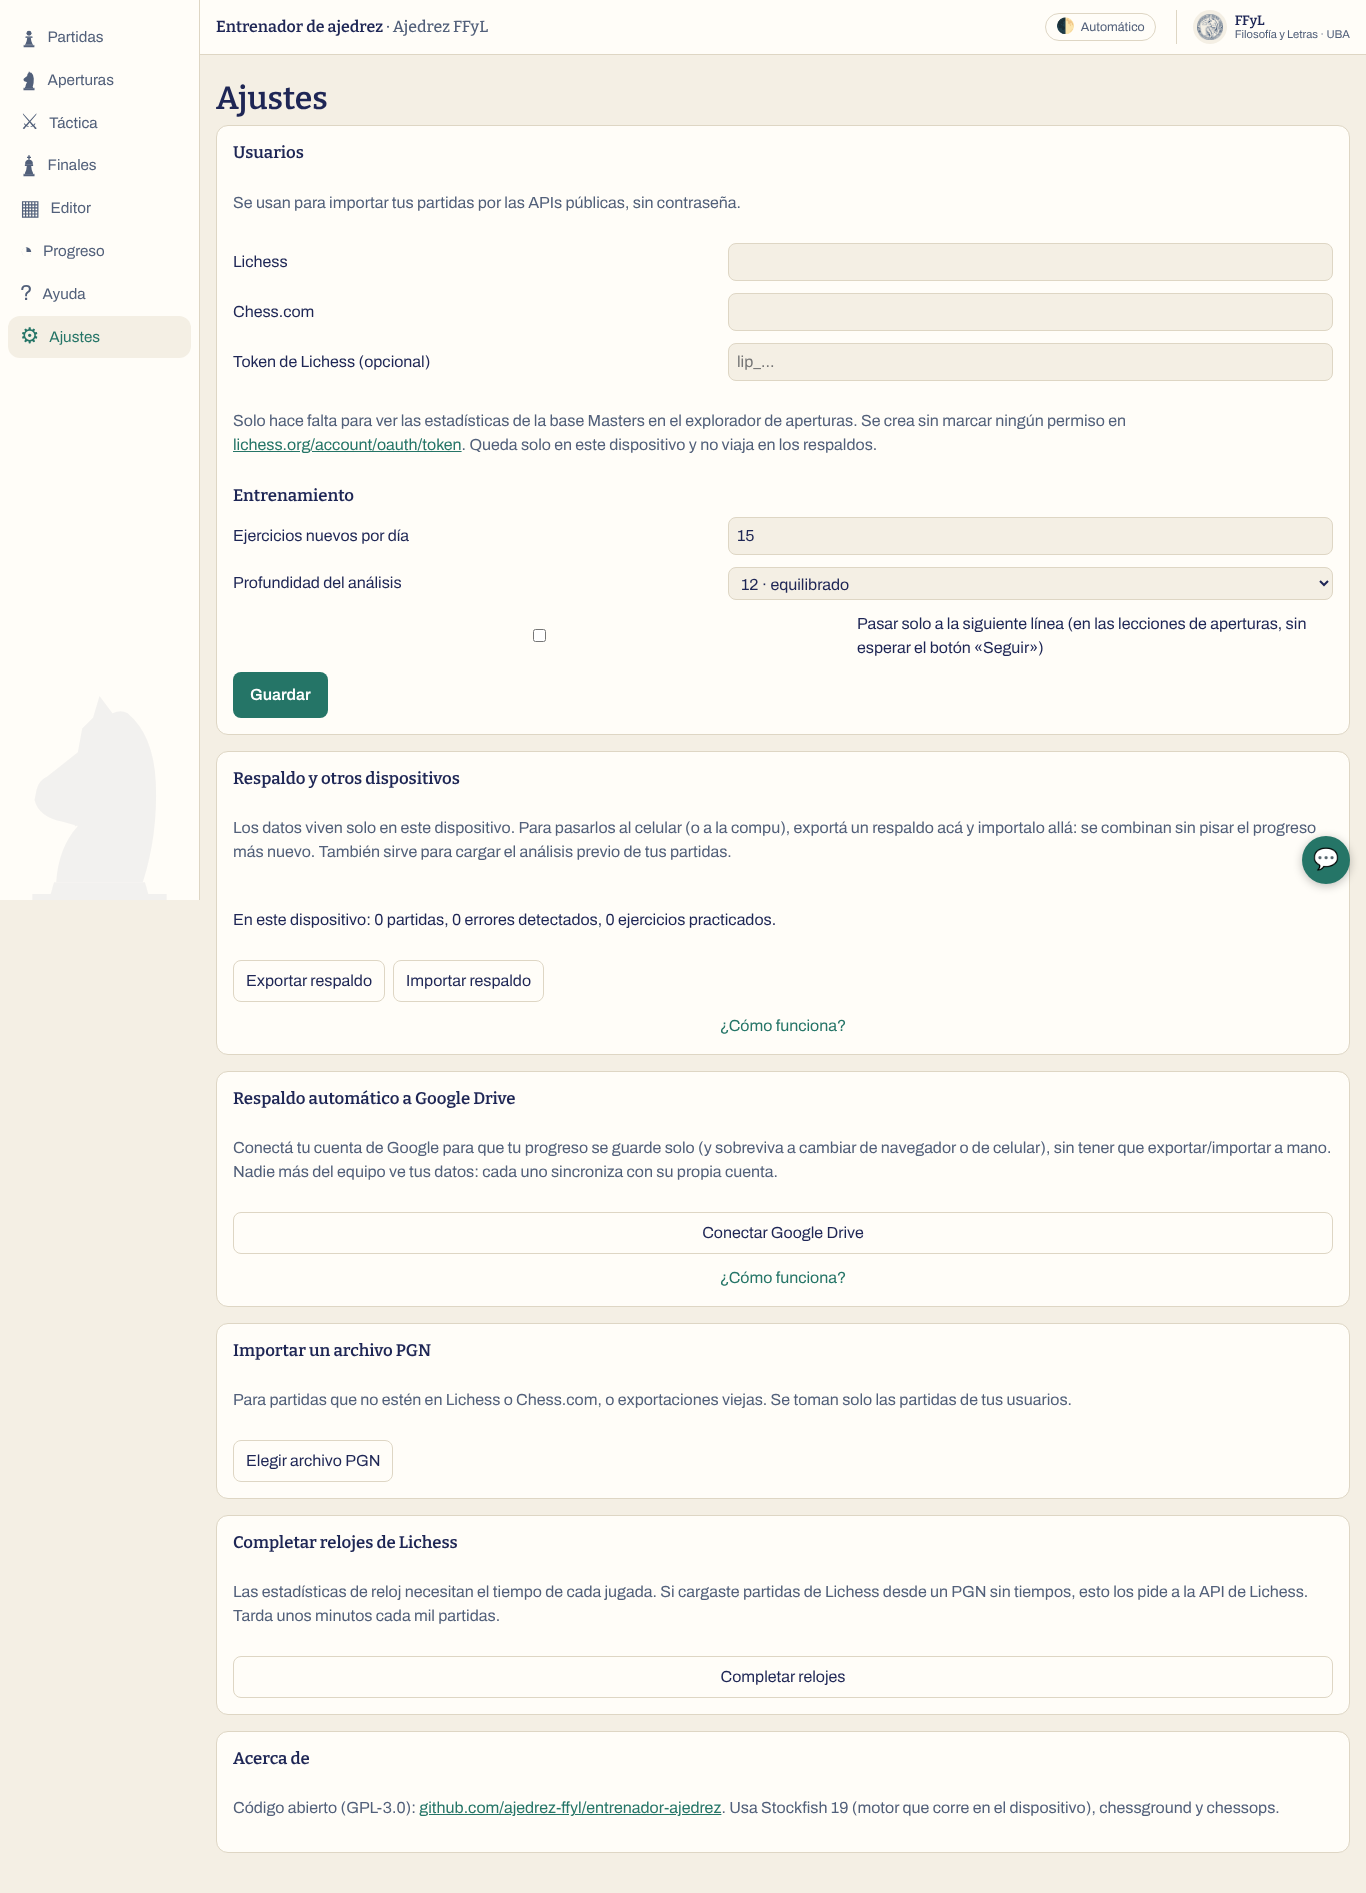 Partidas
Aperturas
Táctica
Finales
Editor
Progreso
? Ayuda
Ajustes
Entrenador de ajedrez · Ajedrez FFyL
Automático
FFyL
Filosofía y Letras · UBA
Ajustes
Usuarios
Se usan para importar tus partidas por las APIs públicas, sin contraseña.
Lichess
Chess.com
Token de Lichess (opcional)
lip_...
Solo hace falta para ver las estadísticas de la base Masters en el explorador de aperturas. Se crea sin marcar ningún permiso en
lichess.org/account/oauth/token. Queda solo en este dispositivo y no viaja en los respaldos.
Entrenamiento
Ejercicios nuevos por día
15
Profundidad del análisis
12 · equilibrado
Pasar solo a la siguiente línea (en las lecciones de aperturas, sin
esperar el botón «Seguir»)
Guardar
Respaldo y otros dispositivos
Los datos viven solo en este dispositivo. Para pasarlos al celular (o a la compu), exportá un respaldo acá y importalo allá: se combinan sin pisar el progreso
más nuevo. También sirve para cargar el análisis previo de tus partidas.
En este dispositivo: 0 partidas, 0 errores detectados, 0 ejercicios practicados.
Exportar respaldo
Importar respaldo
¿Cómo funciona?
Respaldo automático a Google Drive
Conectá tu cuenta de Google para que tu progreso se guarde solo (y sobreviva a cambiar de navegador o de celular), sin tener que exportar/importar a mano.
Nadie más del equipo ve tus datos: cada uno sincroniza con su propia cuenta.
Conectar Google Drive
¿Cómo funciona?
Importar un archivo PGN
Para partidas que no estén en Lichess o Chess.com, o exportaciones viejas. Se toman solo las partidas de tus usuarios.
Elegir archivo PGN
Completar relojes de Lichess
Las estadísticas de reloj necesitan el tiempo de cada jugada. Si cargaste partidas de Lichess desde un PGN sin tiempos, esto los pide a la API de Lichess.
Tarda unos minutos cada mil partidas.
Completar relojes
Acerca de
Código abierto (GPL-3.0): github.com/ajedrez-ffyl/entrenador-ajedrez. Usa Stockfish 19 (motor que corre en el dispositivo), chessground y chessops.